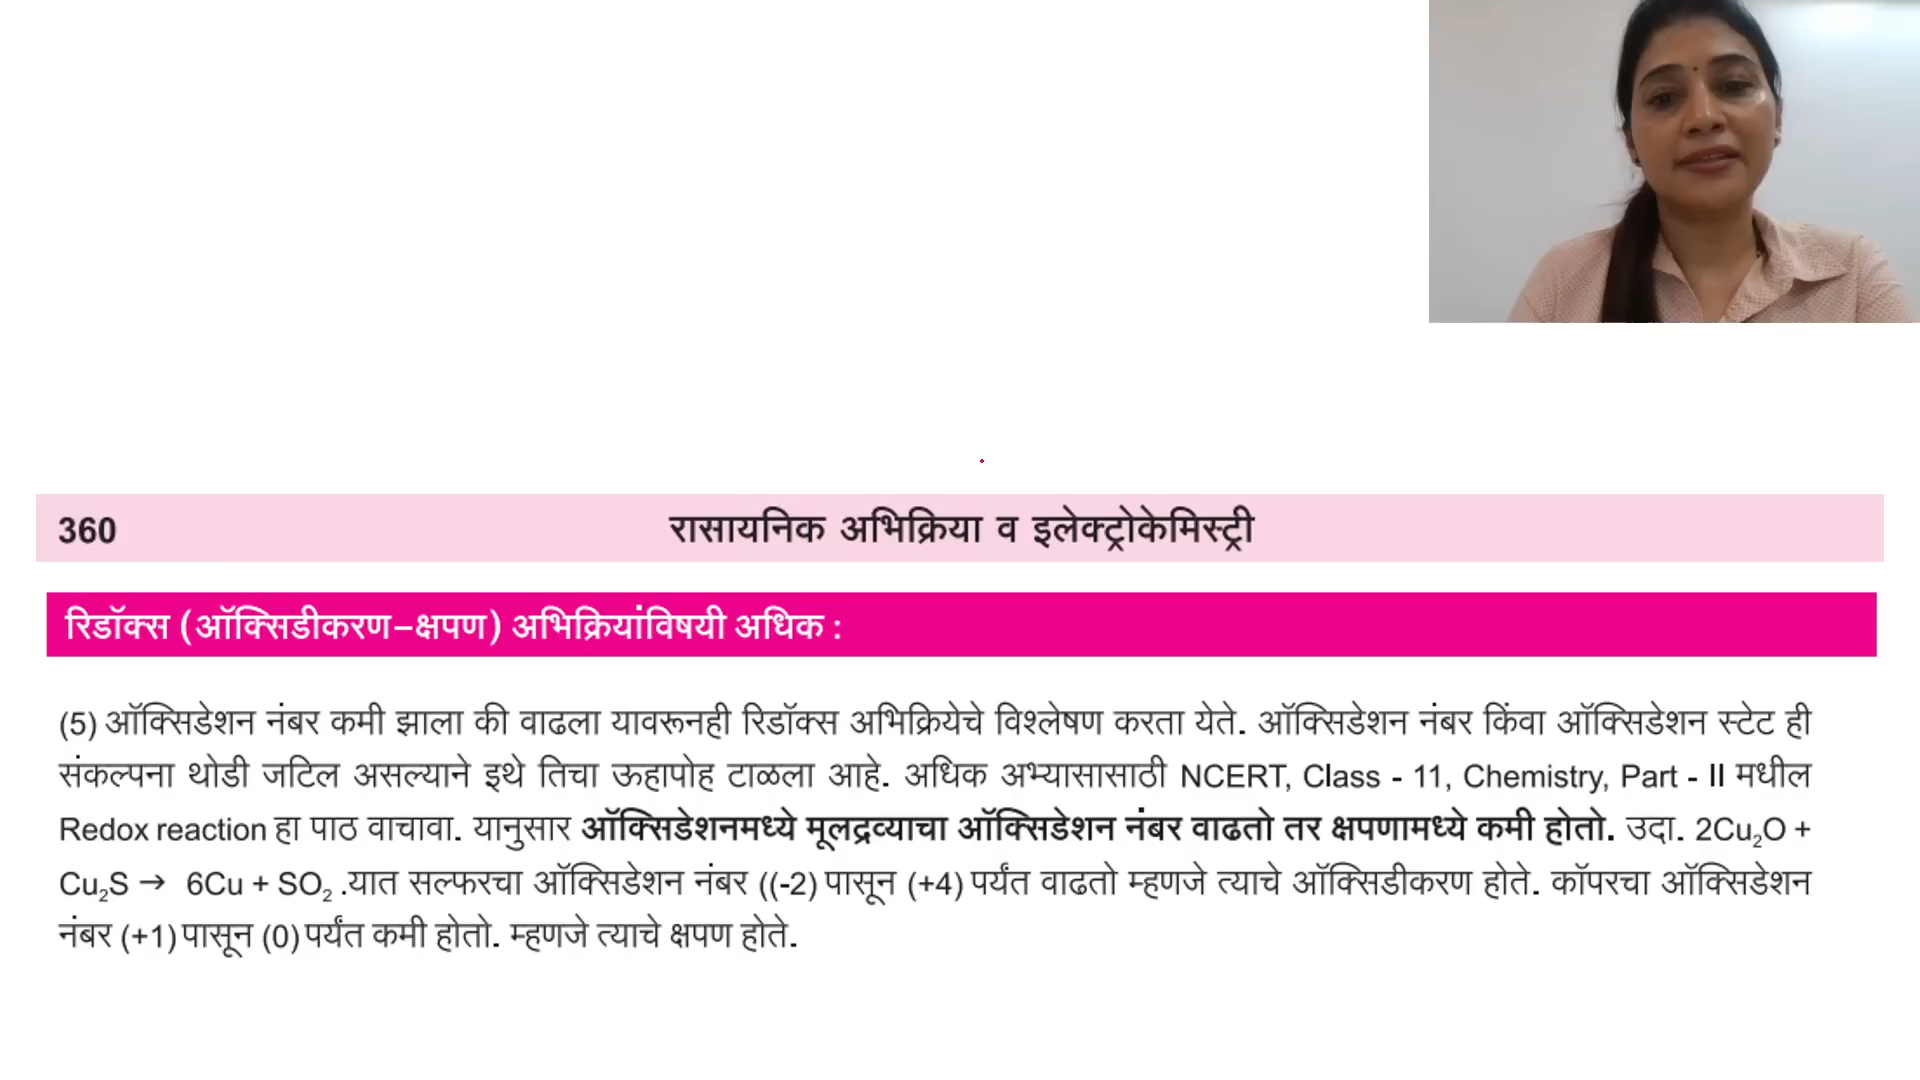 360
रासायनिक अभिक्रिया व इलेक्ट्रोकेमिस्ट्री
रिडॉक्स (ऑक्सिडीकरण–क्षपण) अभिक्रियांविषयी अधिक :
(5) ऑक्सिडेशन नंबर कमी झाला की वाढला यावरूनही रिडॉक्स अभिक्रियेचे विश्लेषण करता येते. ऑक्सिडेशन नंबर किंवा ऑक्सिडेशन स्टेट ही
संकल्पना थोडी जटिल असल्याने इथे तिचा ऊहापोह टाळला आहे. अधिक अभ्यासासाठी NCERT, Class - 11, Chemistry, Part - II मधील
Redox reaction हा पाठ वाचावा. यानुसार ऑक्सिडेशनमध्ये मूलद्रव्याचा ऑक्सिडेशन नंबर वाढतो तर क्षपणामध्ये कमी होतो. उदा. 2Cu₂O +
Cu₂S → 6Cu + SO₂ .यात सल्फरचा ऑक्सिडेशन नंबर ((-2) पासून (+4) पर्यंत वाढतो म्हणजे त्याचे ऑक्सिडीकरण होते. कॉपरचा ऑक्सिडेशन
नंबर (+1) पासून (0) पर्यंत कमी होतो. म्हणजे त्याचे क्षपण होते.